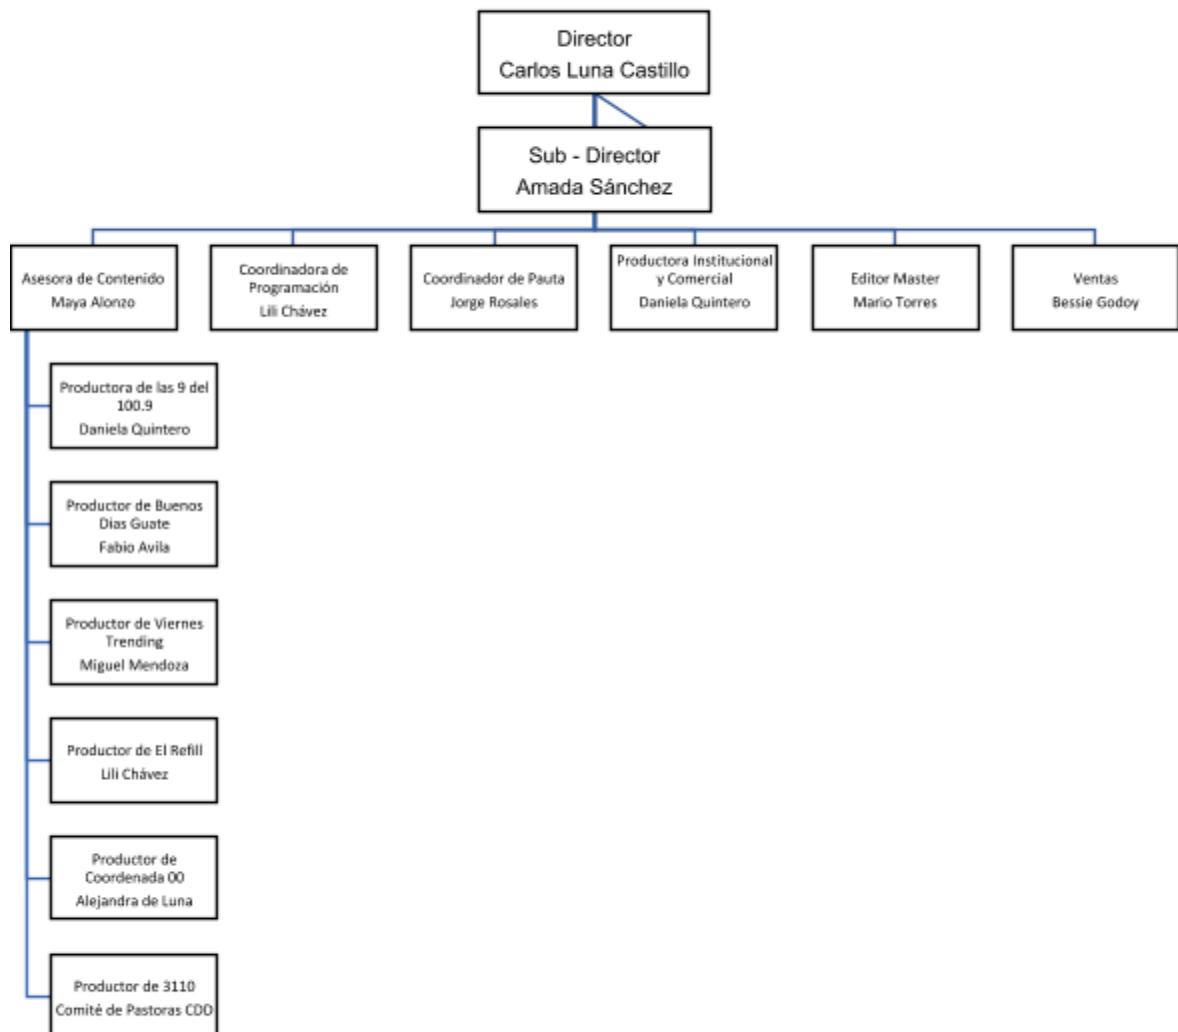 Director
Carlos Luna Castillo
Sub - Director
Amada Sánchez
Asesora de Contenido
Maya Alonzo
Coordinadora de
Programación
Lili Chávez
Coordinador de Pauta
Jorge Rosales
Productora Institucional
y Comercial
Daniela Quintero
Editor Master
Mario Torres
Ventas
Bessie Godoy
Productora de las 9 del
100.9
Daniela Quintero
Productor de Buenos
Dias Guate
Fabio Avila
Productor de Viernes
Trending
Miguel Mendoza
Productor de El Refill
Lili Chávez
Productor de
Coordenada 00
Alejandra de Luna
Productor de 3110
Comité de Pastoras CDD